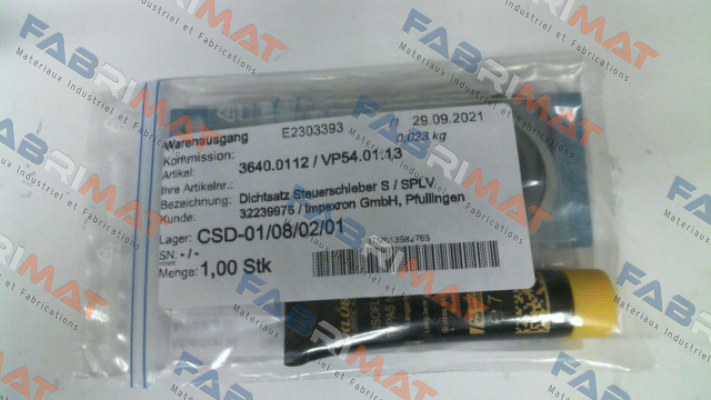 FABRIMAT
Materiaux Industriel et Fabrications
Warenausgang E2303393 29.09.2021
Kommission: 0,023 kg
Artikel: 3640.0112 / VP54.01.13
Ihre Artikelnr.:
Bezeichnung: Dichtsatz Steuerschieber S / SPLV
Kunde: 32239976 / Impexron GmbH, Pfullingen
Lager: CSD-01/08/02/01
SN: - / -
Menge: 1,00 Stk